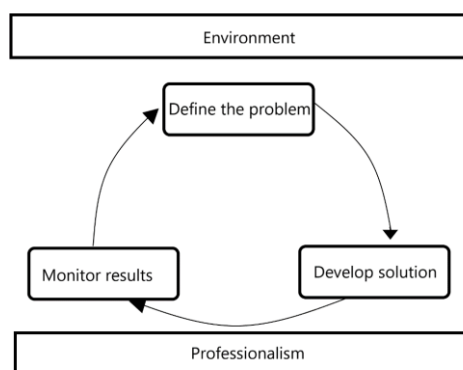 Environment
Define the problem
Monitor results
Develop solution
Professionalism